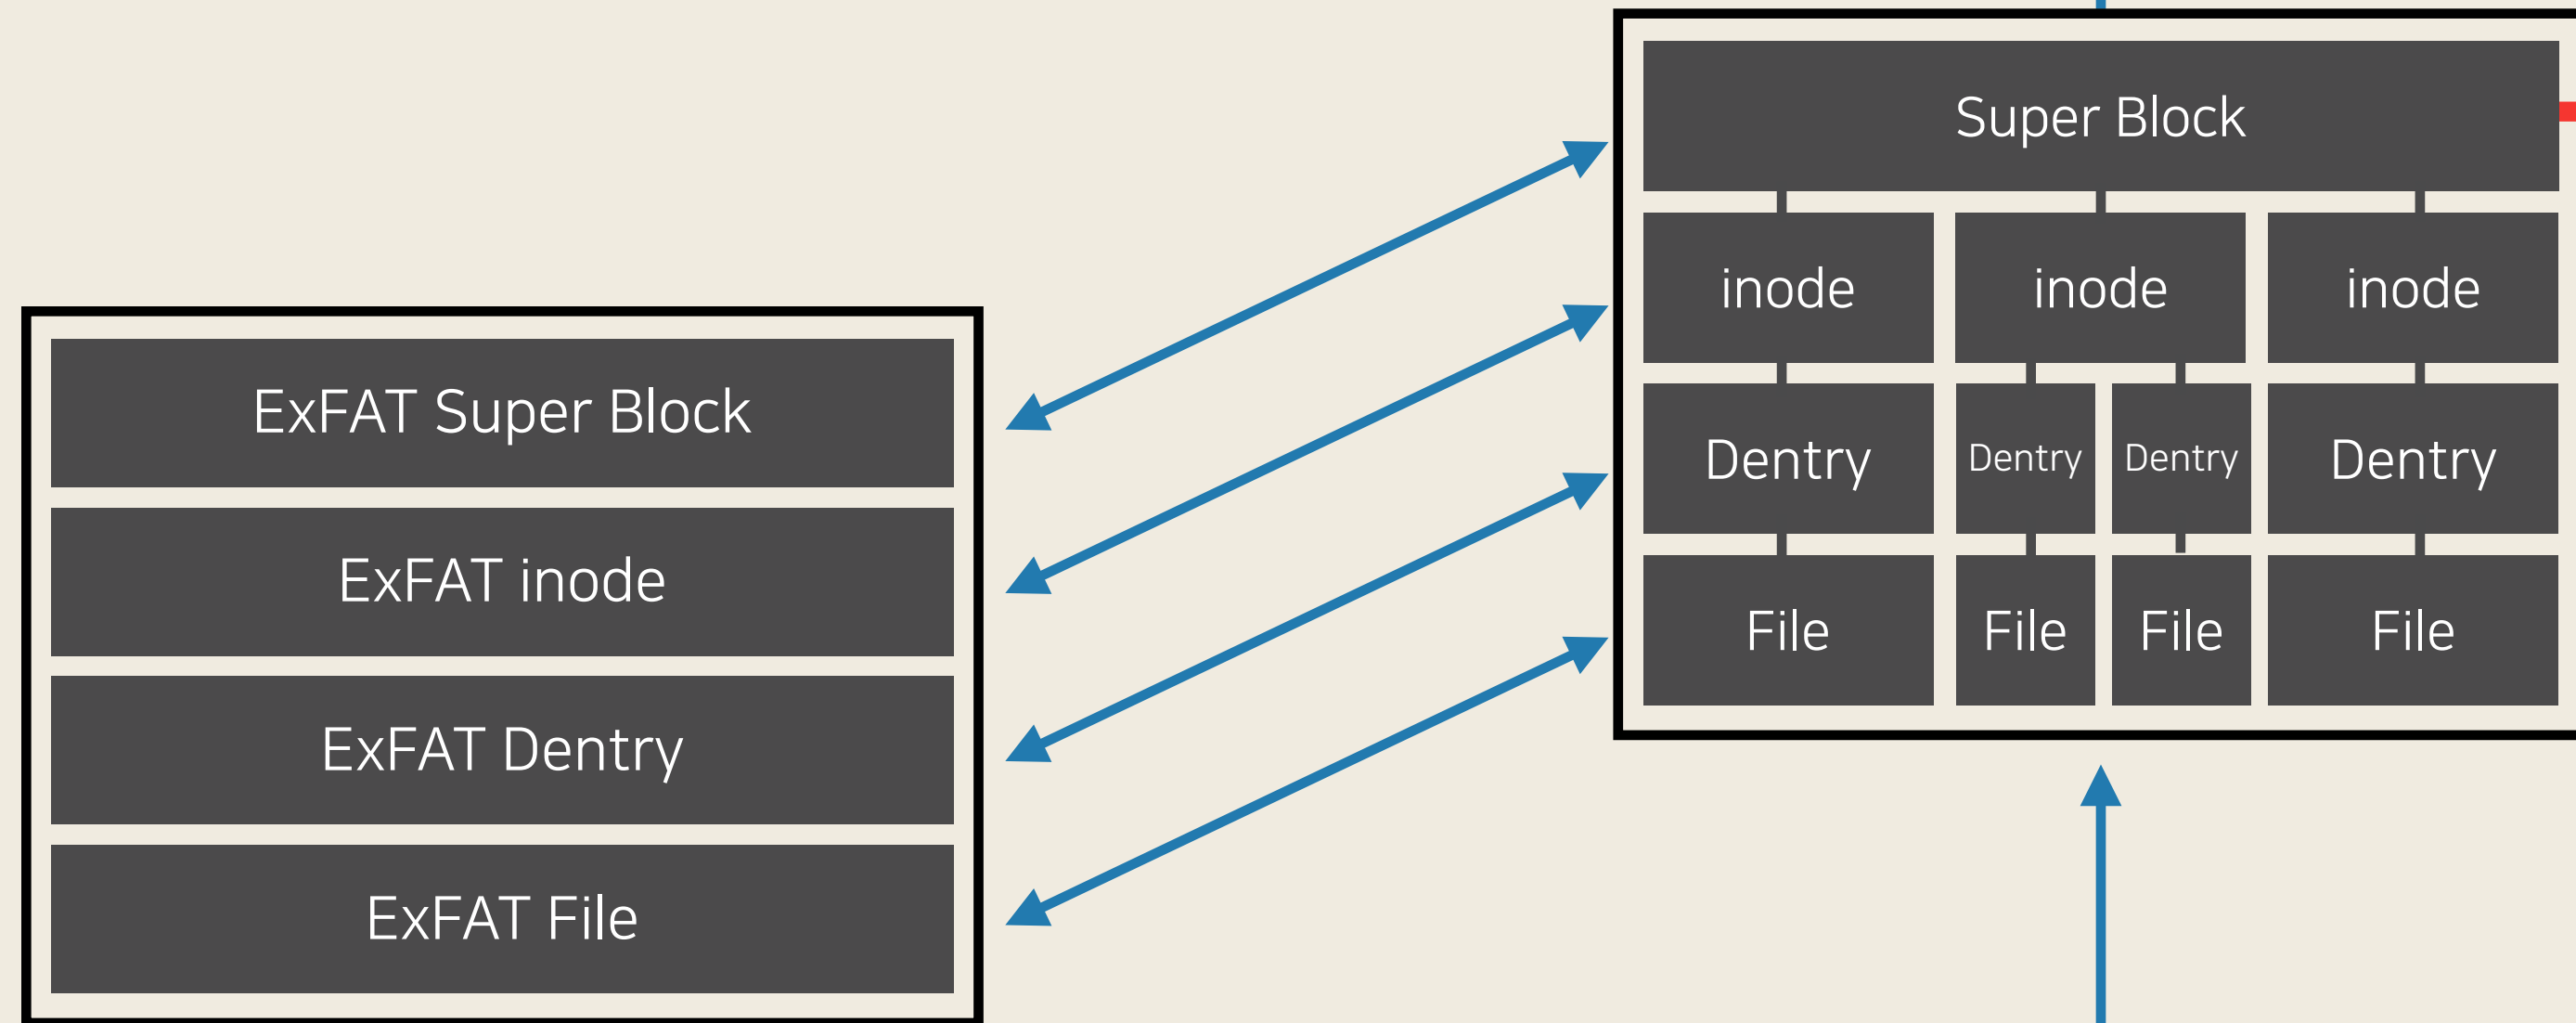 Super Block
inode inode inode
Dentry Dentry Dentry Dentry
File File File File
ExFAT Super Block
ExFAT inode
ExFAT Dentry
ExFAT File